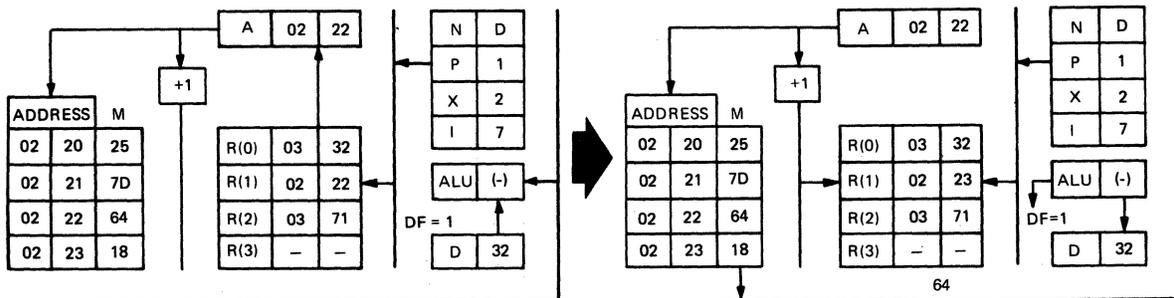 A 02 22
N D
P 1
X 2
I 7
+1
ADDRESS M
02 20 25
02 21 7D
02 22 64
02 23 18
R(0) 03 32
R(1) 02 22
R(2) 03 71
R(3) – –
ALU (-)
DF = 1
D 32
A 02 22
N D
P 1
X 2
I 7
+1
ADDRESS M
02 20 25
02 21 7D
02 22 64
02 23 18
R(0) 03 32
R(1) 02 23
R(2) 03 71
R(3) – –
ALU (-)
DF=1
D 32
64